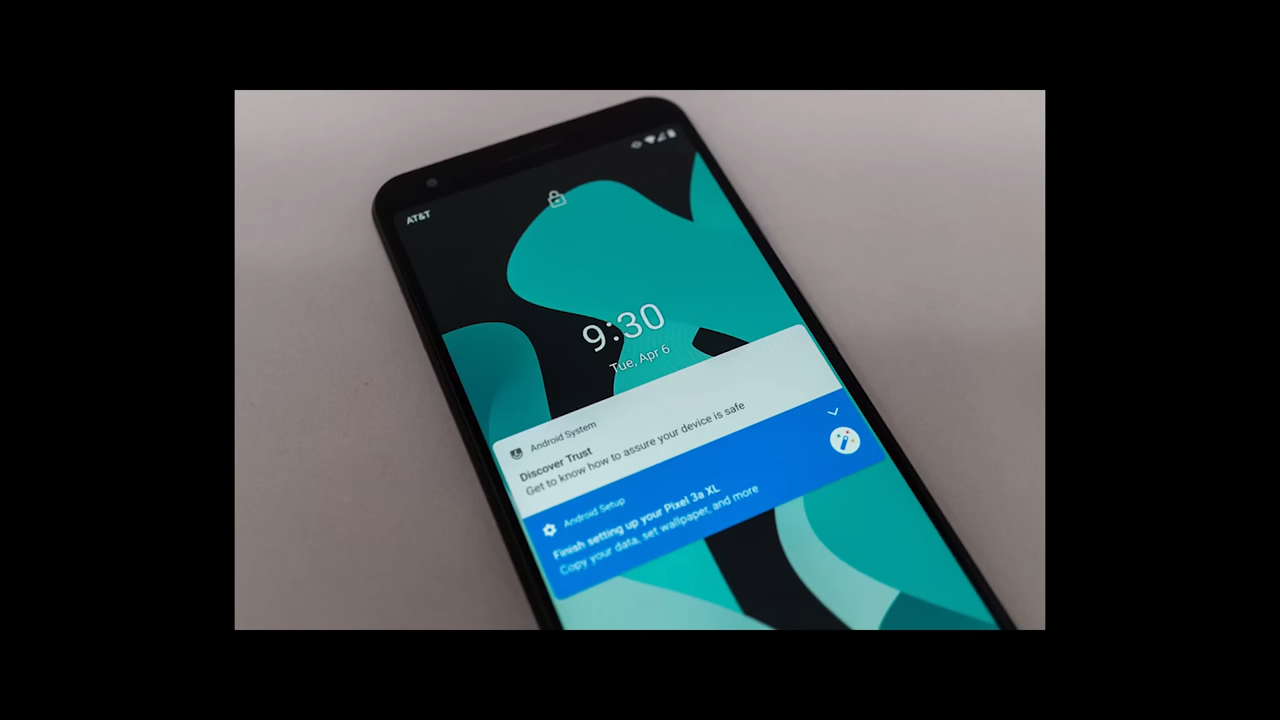 AT&T
9:30
Tue, Apr 6
Android System
Discover Trust
Get to know how to assure your device is safe
Android Setup
Finish setting up your Pixel 3a XL
Copy your data, set wallpaper, and more